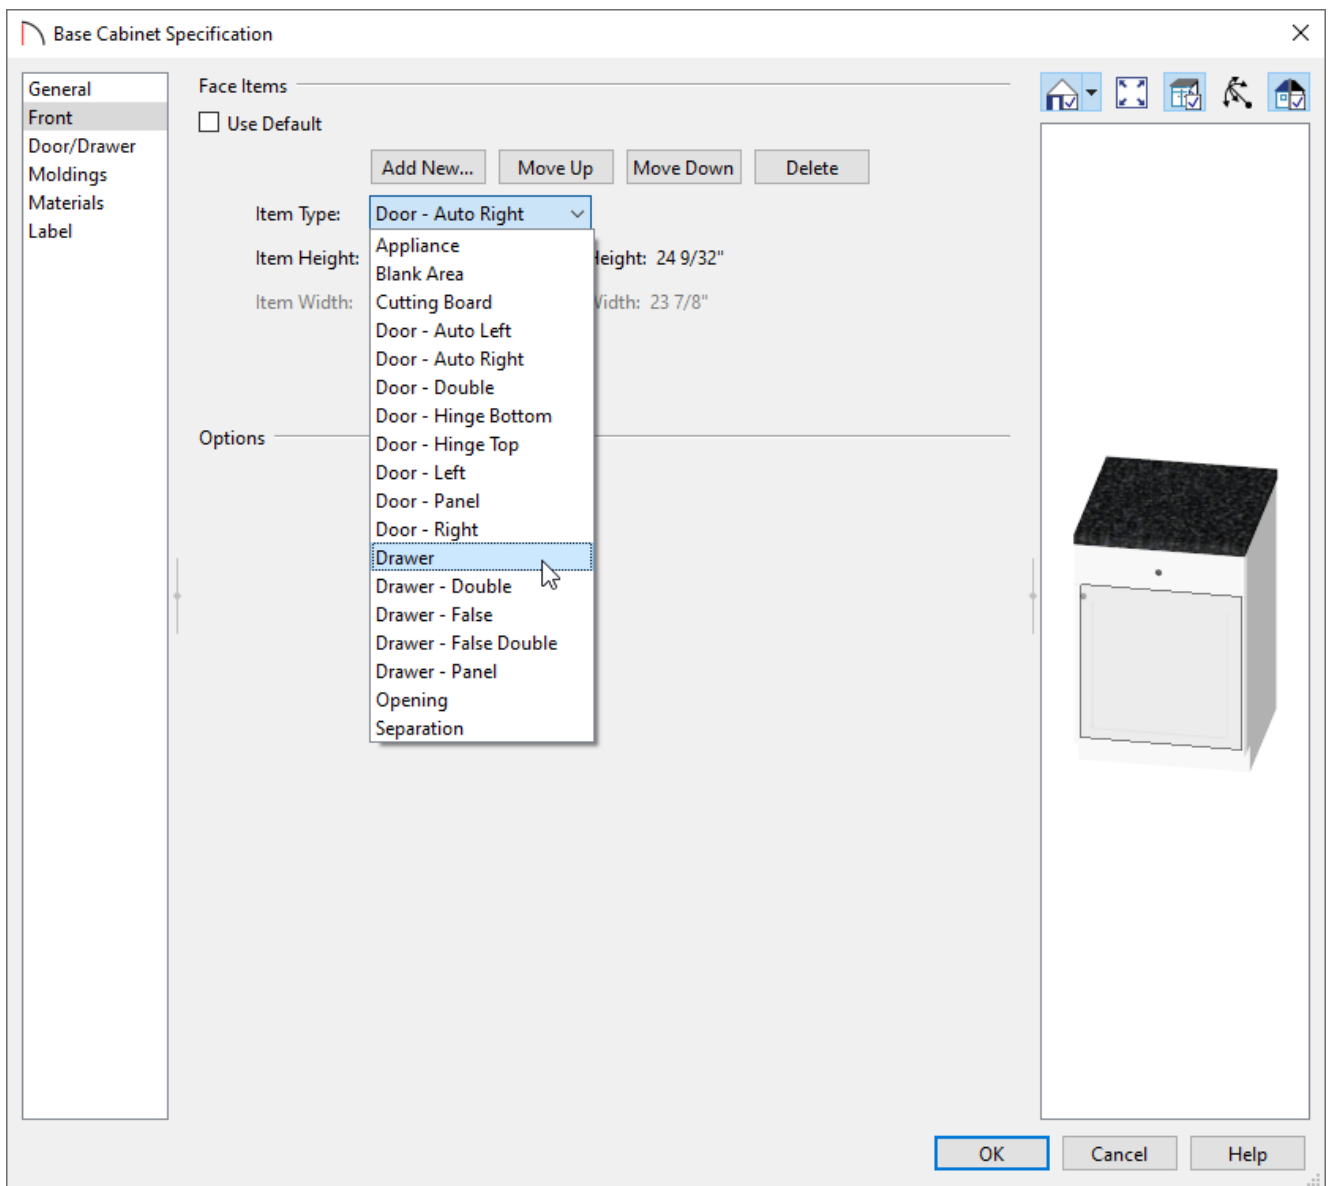 Base Cabinet Specification
General
Front
Door/Drawer
Moldings
Materials
Label
Face Items
Use Default
Add New... Move Up Move Down Delete
Item Type: Door - Auto Right
Item Height: Height: 24 9/32"
Item Width: Width: 23 7/8"
Appliance
Blank Area
Cutting Board
Door - Auto Left
Door - Auto Right
Door - Double
Door - Hinge Bottom
Door - Hinge Top
Door - Left
Door - Panel
Door - Right
Drawer
Drawer - Double
Drawer - False
Drawer - False Double
Drawer - Panel
Opening
Separation
Options
OK Cancel Help